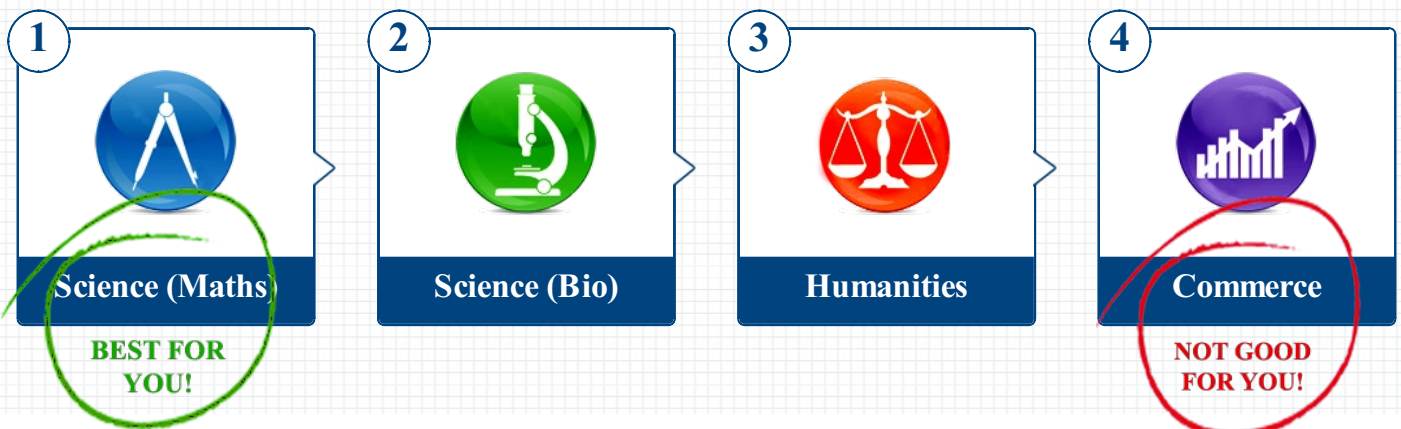 1
2
3
4
Science (Maths)
Science (Bio)
Humanities
Commerce
BEST FOR
YOU!
NOT GOOD
FOR YOU!